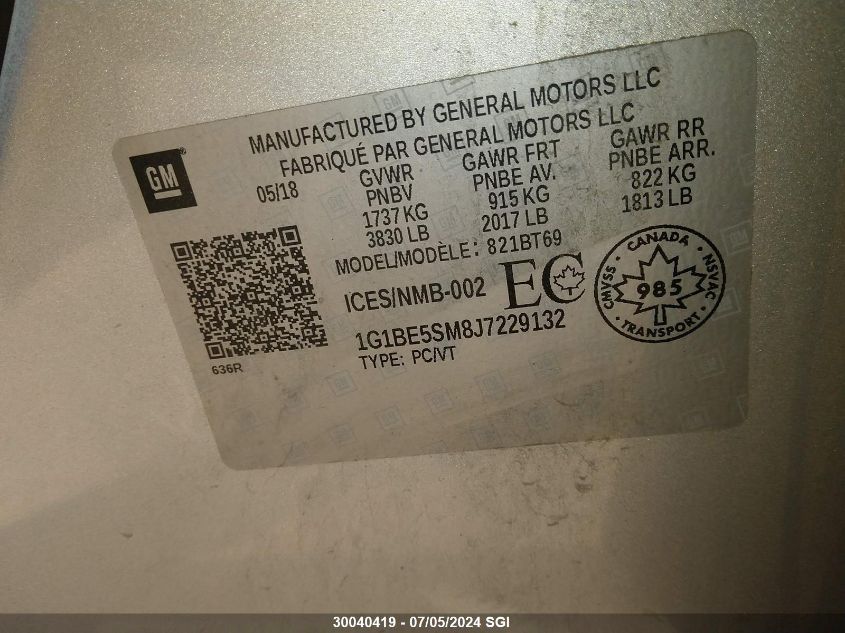 MANUFACTURED BY GENERAL MOTORS LLC
FABRIQUÉ PAR GENERAL MOTORS LLC
GM
05/18 GVWR GAWR FRT GAWR RR
PNBV PNBE AV. PNBE ARR.
1737 KG 915 KG 822 KG
3830 LB 2017 LB 1813 LB
MODEL/MODÈLE: 821BT69
ICES/NMB-002 EC
CANADA
CMVSS 985 NSVAC
TRANSPORT
1G1BE5SM8J7229132
TYPE: PC/VT
636R
30040419 - 07/05/2024 SGI